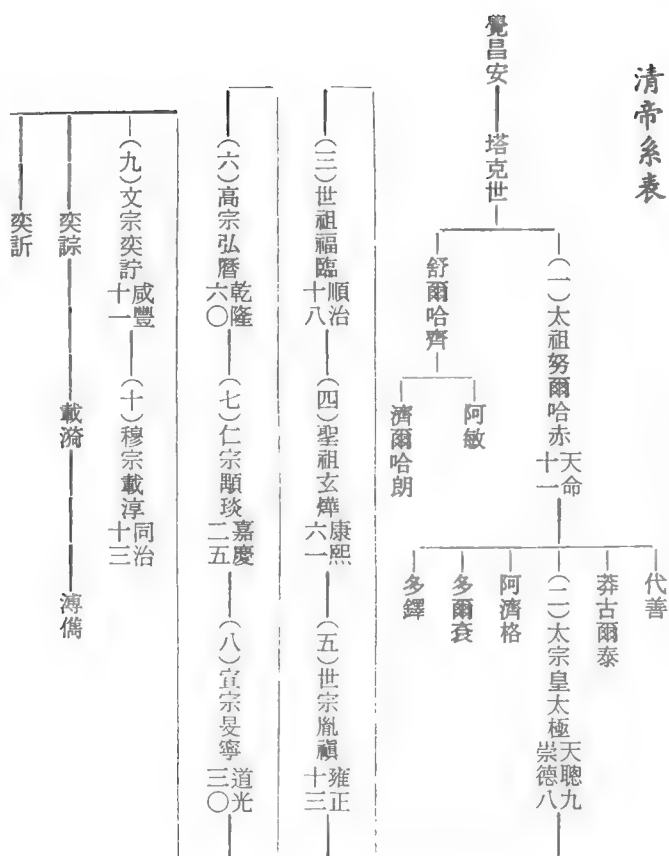 清帝系表
覺昌安
塔克世
(一)太祖努爾哈赤 天命十一
舒爾哈齊
阿敏
濟爾哈朗
代善
莽古爾泰
(二)太宗皇太極 天聰九崇德八
阿濟格
多爾袞
多鐸
(三)世祖福臨 順治十八
(四)聖祖玄燁 康熙六一
(五)世宗胤禛 雍正十三
(六)高宗弘曆 乾隆六〇
(七)仁宗顒琰 嘉慶二五
(八)宣宗旻寧 道光三〇
(九)文宗奕詝 咸豐十一
(十)穆宗載淳 同治十三
奕誴
載漪
溥儁
奕訢